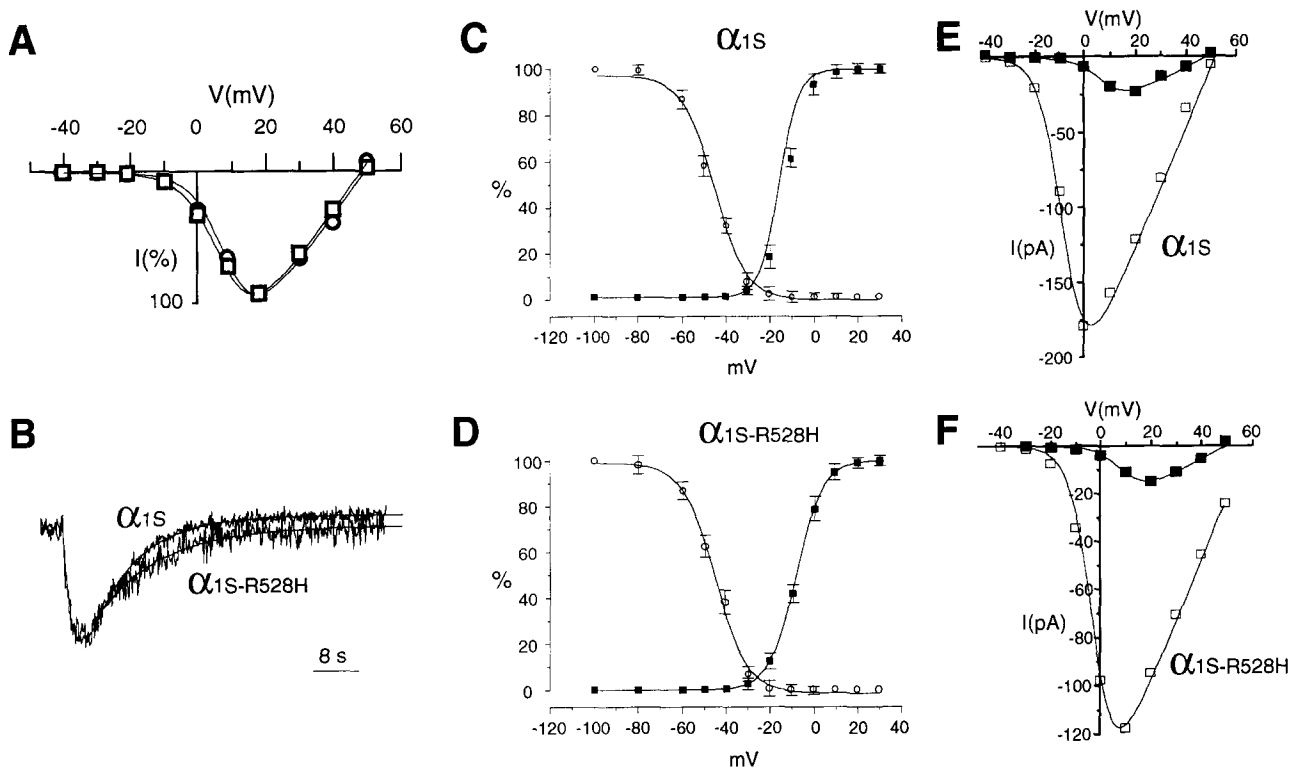 A
V(mV)
-40 -20 0 20 40 60
I(%)
100
B
α1S
α1S-R528H
8 s
C
α1S
100
80
60
%
40
20
0
-120 -100 -80 -60 -40 -20 0 20 40
mV
D
α1S-R528H
100
80
60
%
40
20
0
-120 -100 -80 -60 -40 -20 0 20 40
mV
E
V(mV)
-40 -20 0 20 40 60
-50
-100
I(pA)
α1S
-150
-200
F
V(mV)
-40 -20 0 20 40 60
-20
-40
-60
I(pA)
-80
α1S-R528H
-100
-120